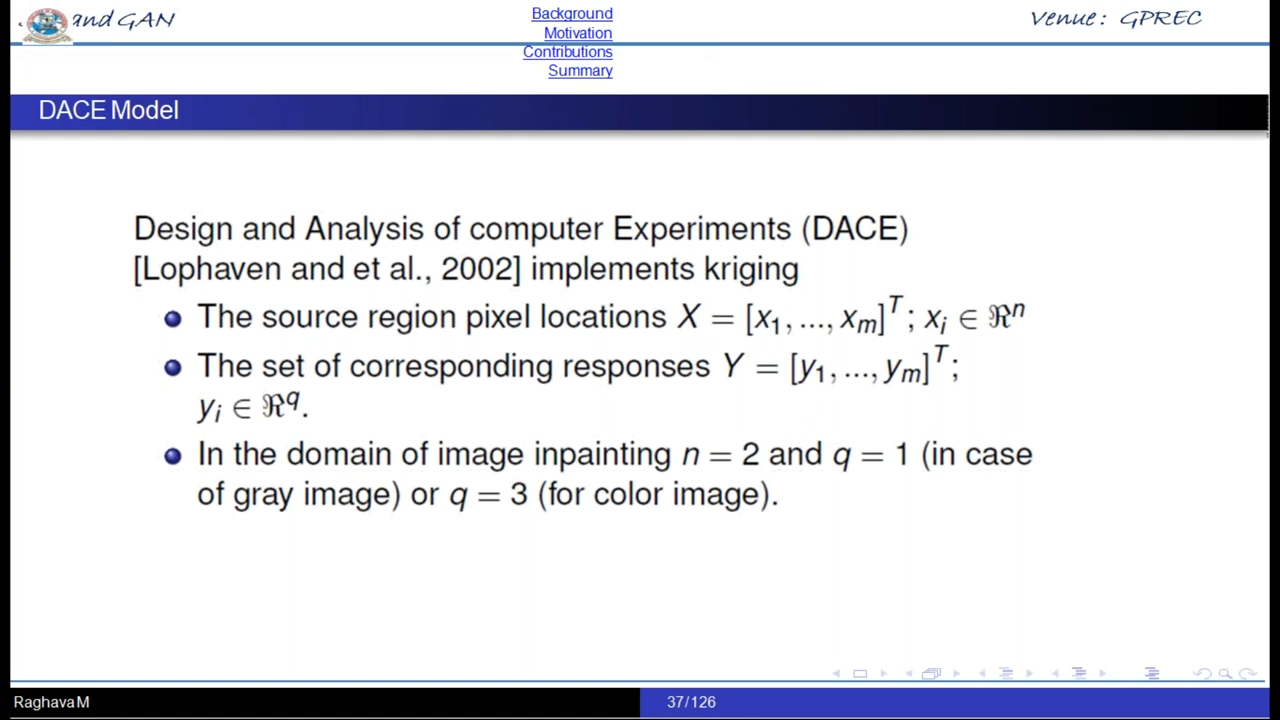 and GAN
Background
Motivation
Contributions
Summary
Venue: GPREC
DACE Model
Design and Analysis of computer Experiments (DACE)
[Lophaven and et al., 2002] implements kriging
The source region pixel locations X = [x₁, ..., xₘ]ᵀ; xᵢ ∈ ℜⁿ
The set of corresponding responses Y = [y₁, ..., yₘ]ᵀ;
yᵢ ∈ ℜ^q.
In the domain of image inpainting n = 2 and q = 1 (in case
of gray image) or q = 3 (for color image).
Raghava M
37/126